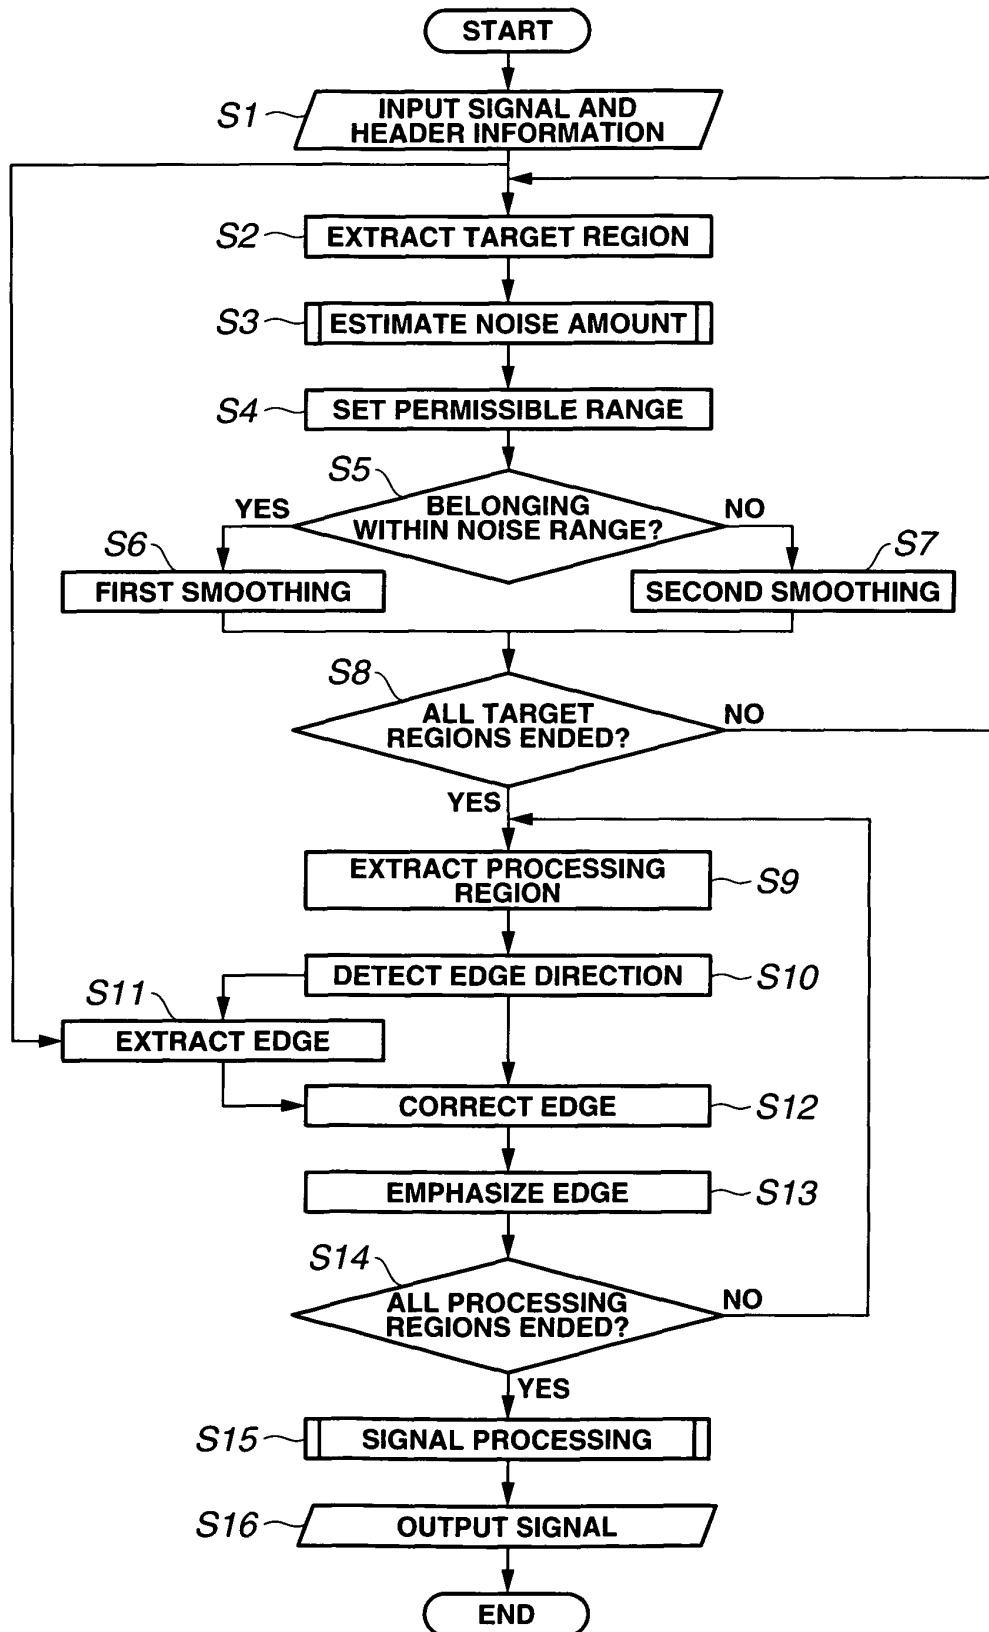 START
S1
INPUT SIGNAL AND
HEADER INFORMATION
S2
EXTRACT TARGET REGION
S3
ESTIMATE NOISE AMOUNT
S4
SET PERMISSIBLE RANGE
S5
YES
BELONGING
WITHIN NOISE RANGE?
NO
S6
FIRST SMOOTHING
S7
SECOND SMOOTHING
S8
ALL TARGET
REGIONS ENDED?
NO
YES
EXTRACT PROCESSING
REGION
S9
DETECT EDGE DIRECTION
S10
S11
EXTRACT EDGE
CORRECT EDGE
S12
EMPHASIZE EDGE
S13
S14
ALL PROCESSING
REGIONS ENDED?
NO
YES
S15
SIGNAL PROCESSING
S16
OUTPUT SIGNAL
END